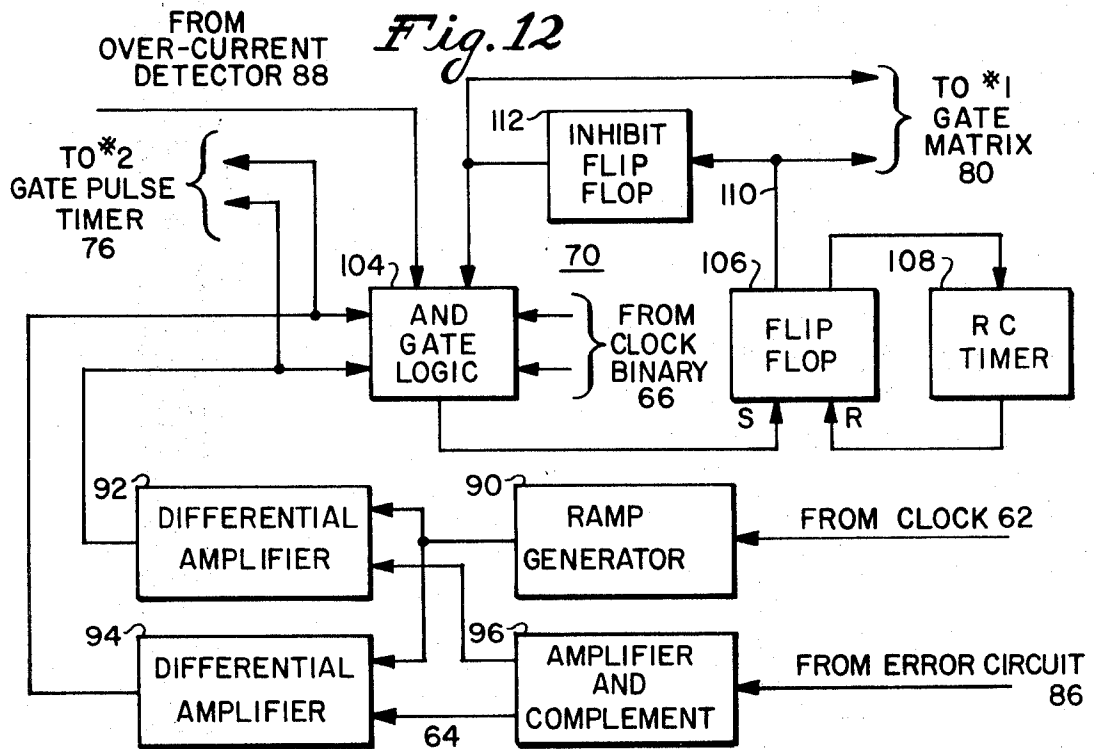 Fig. 12
FROM
OVER-CURRENT
DETECTOR 88
TO #2
GATE PULSE
TIMER
76
112
INHIBIT
FLIP
FLOP
TO #1
GATE
MATRIX
80
110
70
104
AND
GATE
LOGIC
FROM
CLOCK
BINARY
66
106
FLIP
FLOP
S
R
108
RC
TIMER
92
DIFFERENTIAL
AMPLIFIER
90
RAMP
GENERATOR
FROM CLOCK 62
94
DIFFERENTIAL
AMPLIFIER
64
96
AMPLIFIER
AND
COMPLEMENT
FROM ERROR CIRCUIT
86